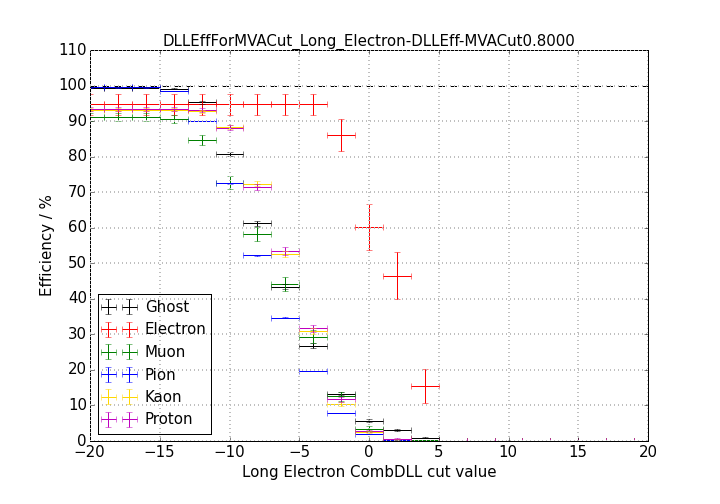 DLLEffForMVACut_Long_Electron-DLLEff-MVACut0.8000
110
100
90
80
70
60
50
40
30
20
10
0
Efficiency / %
Ghost
Electron
Muon
Pion
Kaon
Proton
−20 −15 −10 −5 0 5 10 15 20
Long Electron CombDLL cut value